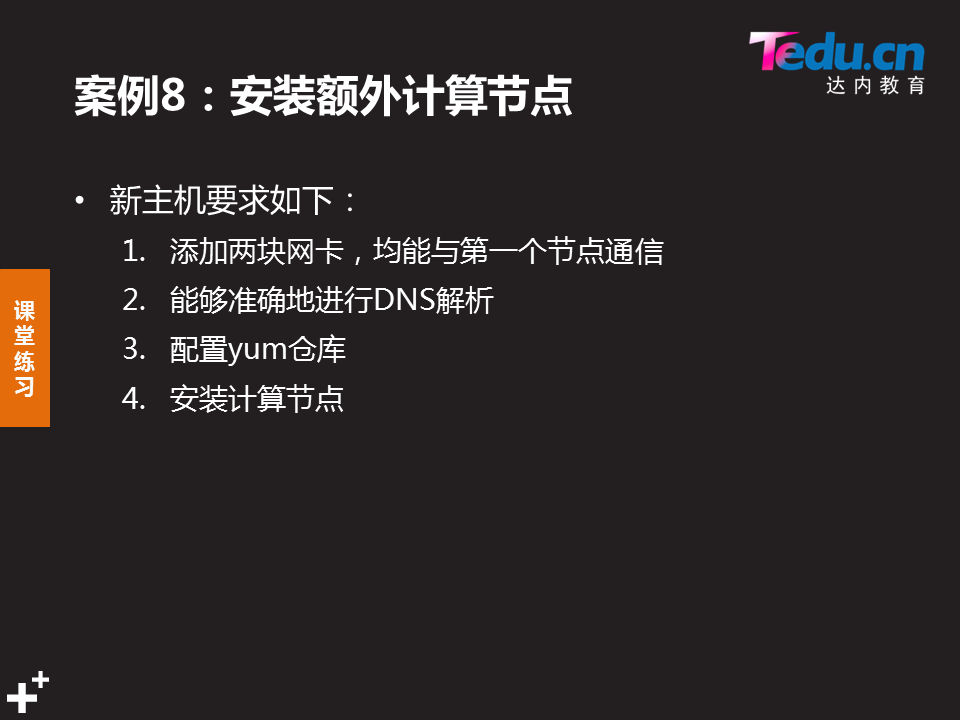 Tedu.cn
达内教育
案例8：安装额外计算节点
• 新主机要求如下：
1. 添加两块网卡，均能与第一个节点通信
2. 能够准确地进行DNS解析
3. 配置yum仓库
4. 安装计算节点
课
堂
练
习